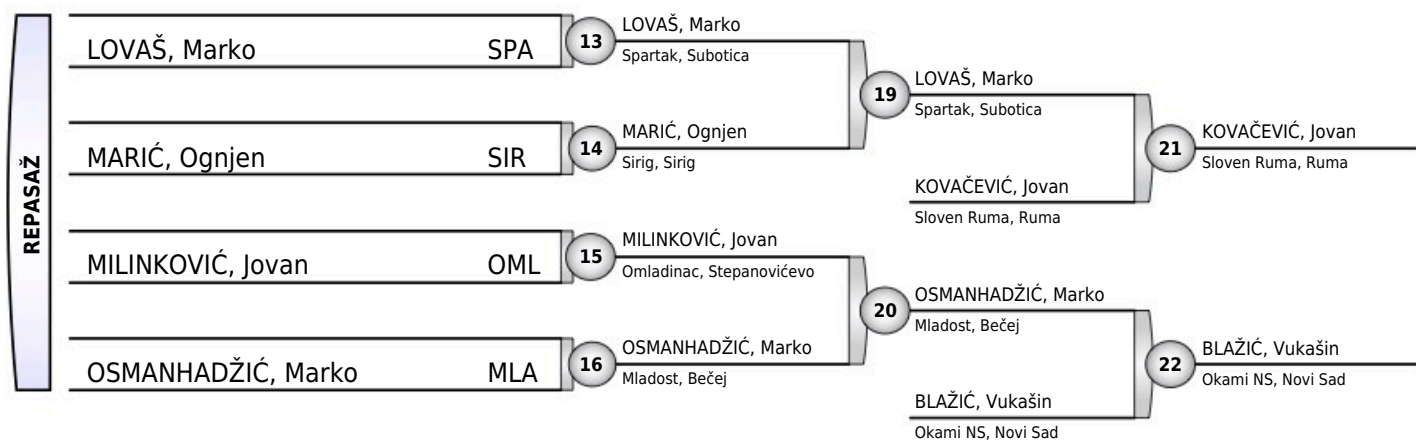 REPASAŽ
LOVAŠ, Marko SPA
13
LOVAŠ, Marko
Spartak, Subotica
MARIĆ, Ognjen SIR
14
MARIĆ, Ognjen
Sirig, Sirig
19
LOVAŠ, Marko
Spartak, Subotica
KOVAČEVIĆ, Jovan
Sloven Ruma, Ruma
21
KOVAČEVIĆ, Jovan
Sloven Ruma, Ruma
MILINKOVIĆ, Jovan OML
15
MILINKOVIĆ, Jovan
Omladinac, Stepanovićevo
OSMANHADŽIĆ, Marko MLA
16
OSMANHADŽIĆ, Marko
Mladost, Bečej
20
OSMANHADŽIĆ, Marko
Mladost, Bečej
BLAŽIĆ, Vukašin
Okami NS, Novi Sad
22
BLAŽIĆ, Vukašin
Okami NS, Novi Sad